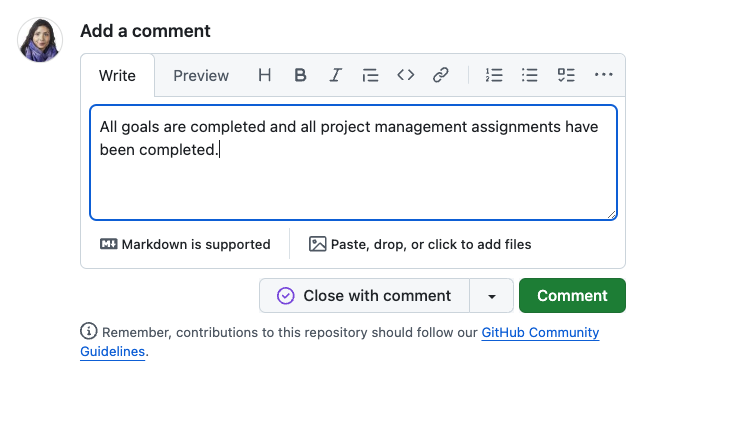 Add a comment
Write Preview H B I
All goals are completed and all project management assignments have
been completed.
Markdown is supported Paste, drop, or click to add files
Close with comment Comment
Remember, contributions to this repository should follow our GitHub Community
Guidelines.